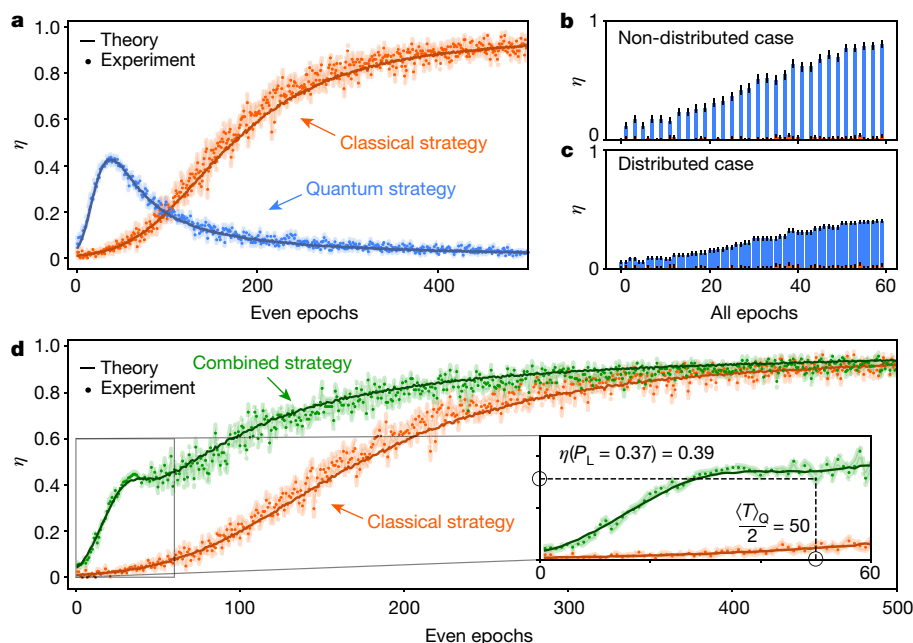 a
1.0
0.8
0.6
0.4
0.2
0
η
Theory
Experiment
Classical strategy
Quantum strategy
0
200
400
Even epochs
b
1
η
0
Non-distributed case
c
1
η
0
Distributed case
0
20
40
60
All epochs
d
1.0
0.8
0.6
0.4
0.2
0
η
Theory
Experiment
Combined strategy
Classical strategy
η(P_L = 0.37) = 0.39
⟨T⟩_Q
2 = 50
0
60
0
100
200
300
400
500
Even epochs